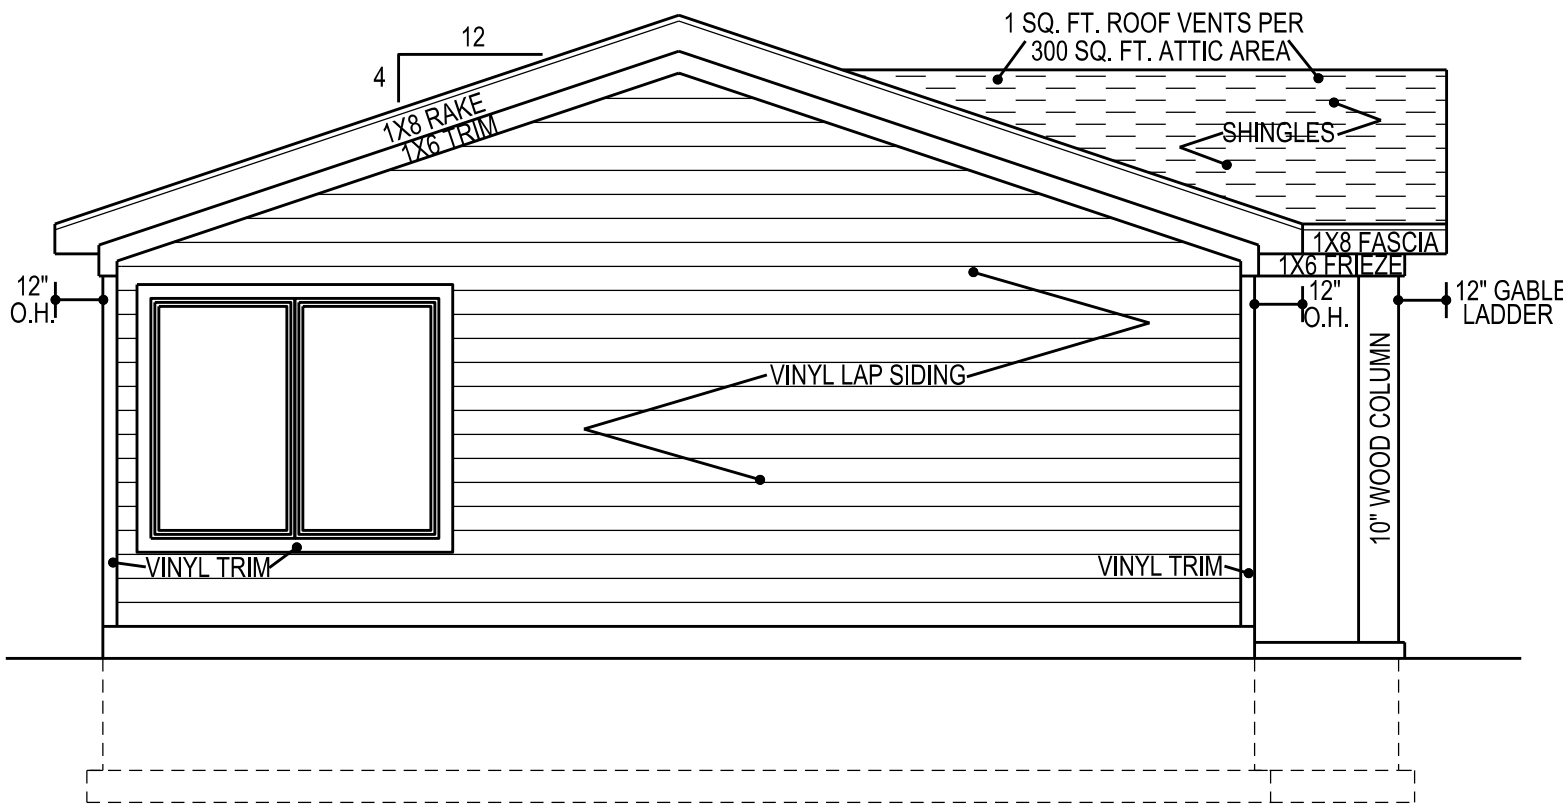 1 SQ. FT. ROOF VENTS PER
300 SQ. FT. ATTIC AREA
12
4
1X8 RAKE
1X6 TRIM
SHINGLES
1X8 FASCIA
1X6 FRIEZE
12"
O.H.
12"
O.H.
12" GABLE
LADDER
VINYL LAP SIDING
10" WOOD COLUMN
VINYL TRIM
VINYL TRIM